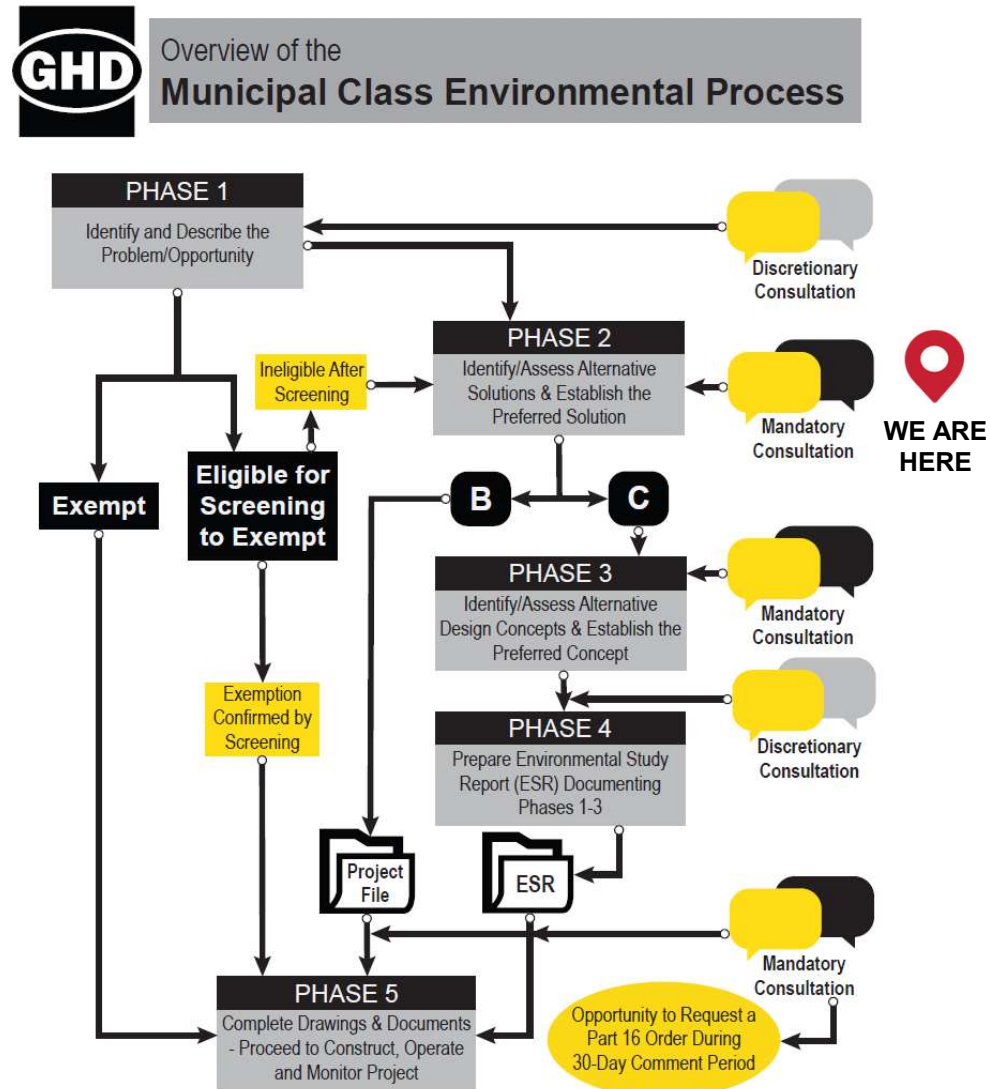 GHD
Overview of the
Municipal Class Environmental Process
PHASE 1
Identify and Describe the
Problem/Opportunity
Discretionary
Consultation
PHASE 2
Identify/Assess Alternative
Solutions & Establish the
Preferred Solution
Ineligible After
Screening
Mandatory
Consultation
WE ARE
HERE
Exempt
Eligible for
Screening
to Exempt
B
C
PHASE 3
Identify/Assess Alternative
Design Concepts & Establish the
Preferred Concept
Mandatory
Consultation
Exemption
Confirmed by
Screening
Discretionary
Consultation
PHASE 4
Prepare Environmental Study
Report (ESR) Documenting
Phases 1-3
Project
File
ESR
Mandatory
Consultation
PHASE 5
Complete Drawings & Documents
- Proceed to Construct, Operate
and Monitor Project
Opportunity to Request a
Part 16 Order During
30-Day Comment Period